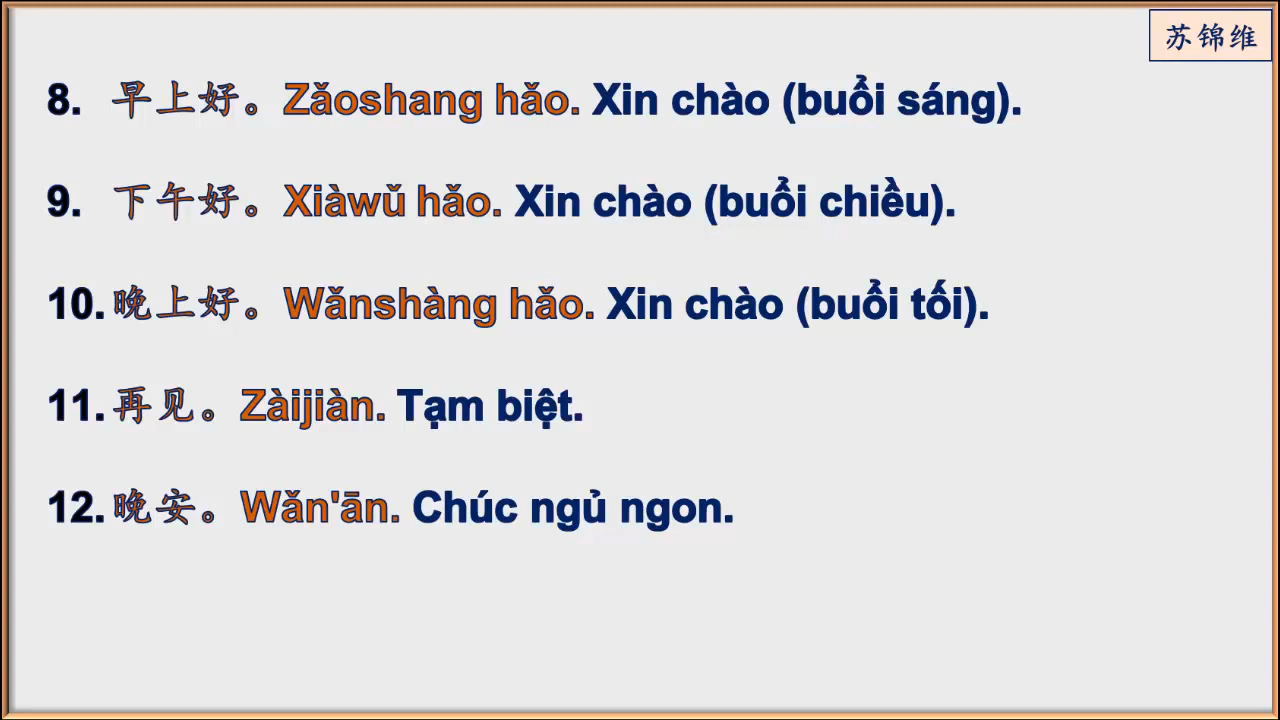 苏锦维
8. 早上好。Zǎoshang hǎo. Xin chào (buổi sáng).
9. 下午好。Xiàwǔ hǎo. Xin chào (buổi chiều).
10. 晚上好。Wǎnshàng hǎo. Xin chào (buổi tối).
11. 再见。Zàijiàn. Tạm biệt.
12. 晚安。Wǎn'ān. Chúc ngủ ngon.